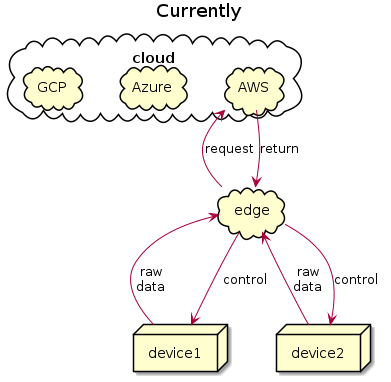 Currently
cloud
GCP
Azure
AWS
request
return
edge
raw
data
control
raw
data
control
device1
device2